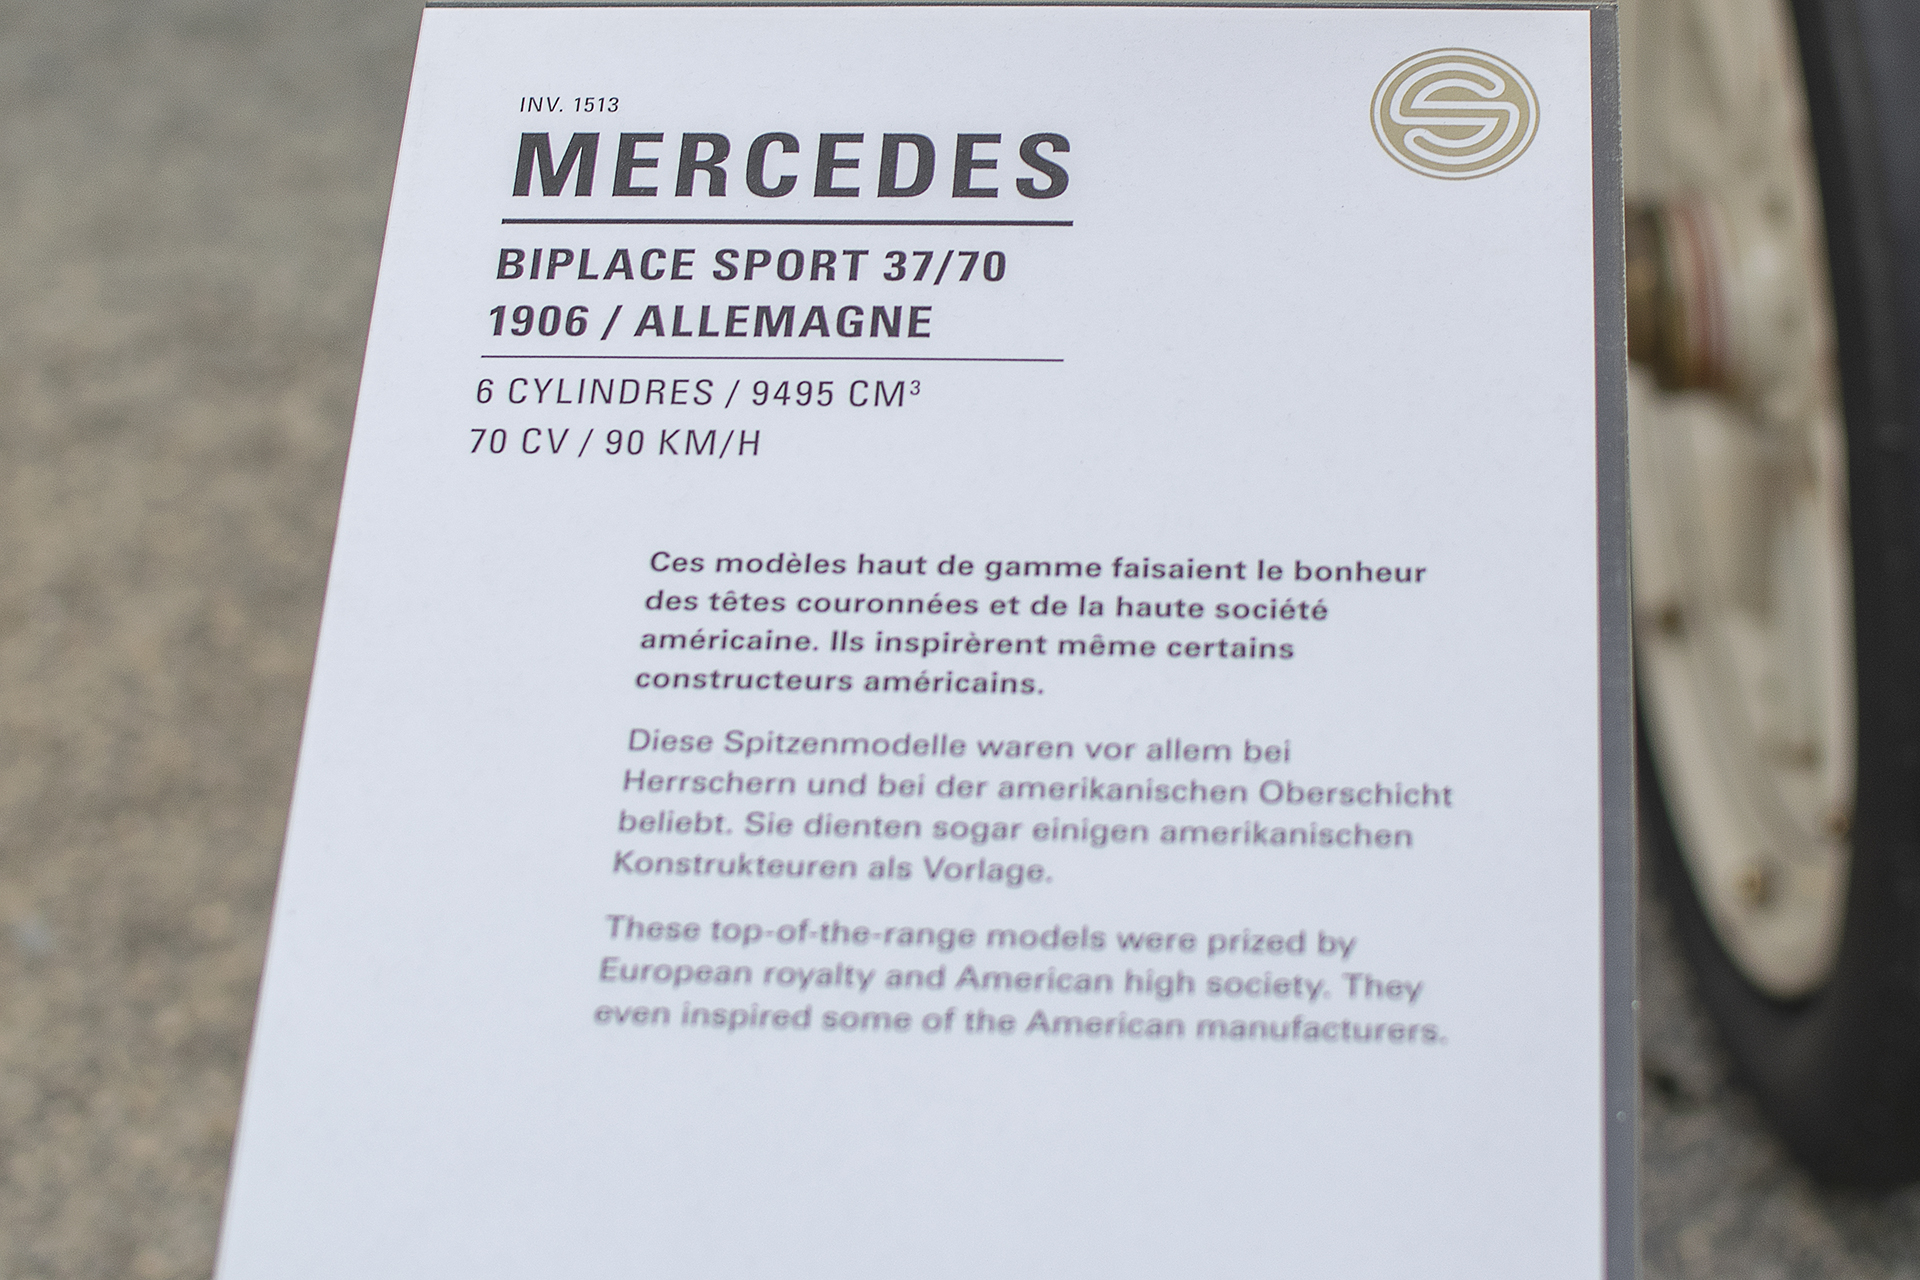 INV. 1513
MERCEDES
BIPLACE SPORT 37/70
1906 / ALLEMAGNE
6 CYLINDRES / 9495 CM³
70 CV / 90 KM/H
Ces modèles haut de gamme faisaient le bonheur
des têtes couronnées et de la haute société
américaine. Ils inspirèrent même certains
constructeurs américains.
Diese Spitzenmodelle waren vor allem bei
Herrschern und bei der amerikanischen Oberschicht
beliebt. Sie dienten sogar einigen amerikanischen
Konstrukteuren als Vorlage.
These top-of-the-range models were prized by
European royalty and American high society. They
even inspired some of the American manufacturers.